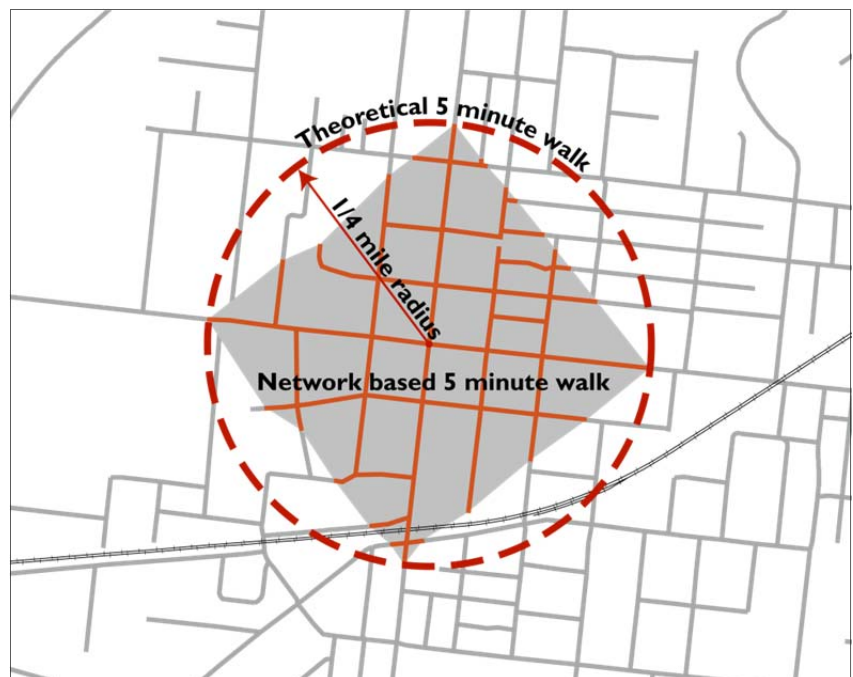 Theoretical 5 minute walk
1/4 mile radius
Network based 5 minute walk